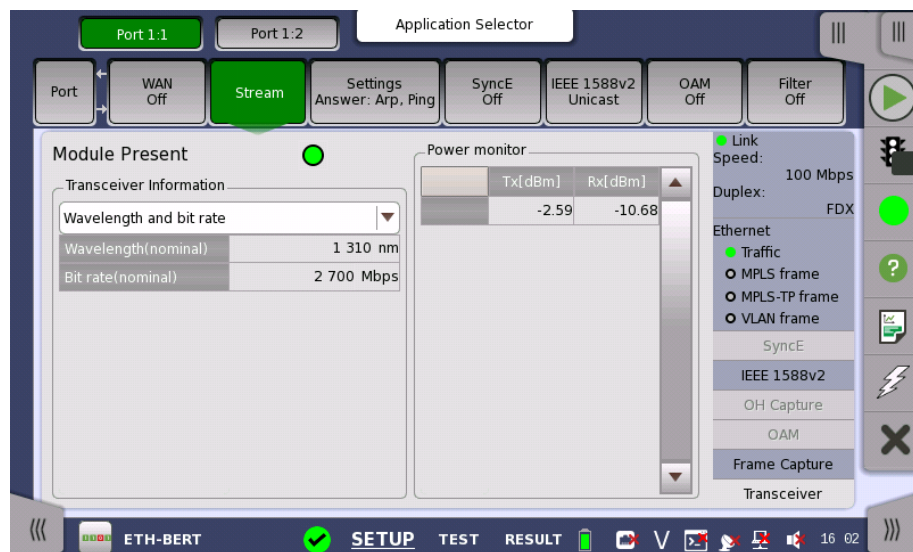 Application Selector
Port 1:1
Port 1:2
Port
WAN
Off
Stream
Settings
Answer: Arp, Ping
SyncE
Off
IEEE 1588v2
Unicast
OAM
Off
Filter
Off
Module Present
Transceiver Information
Wavelength and bit rate
Wavelength(nominal) 1 310 nm
Bit rate(nominal) 2 700 Mbps
Power monitor
Tx[dBm] Rx[dBm]
-2.59 -10.68
Link
Speed:
100 Mbps
Duplex:
FDX
Ethernet
Traffic
MPLS frame
MPLS-TP frame
VLAN frame
SyncE
IEEE 1588v2
OH Capture
OAM
Frame Capture
Transceiver
ETH-BERT SETUP TEST RESULT V 16 02